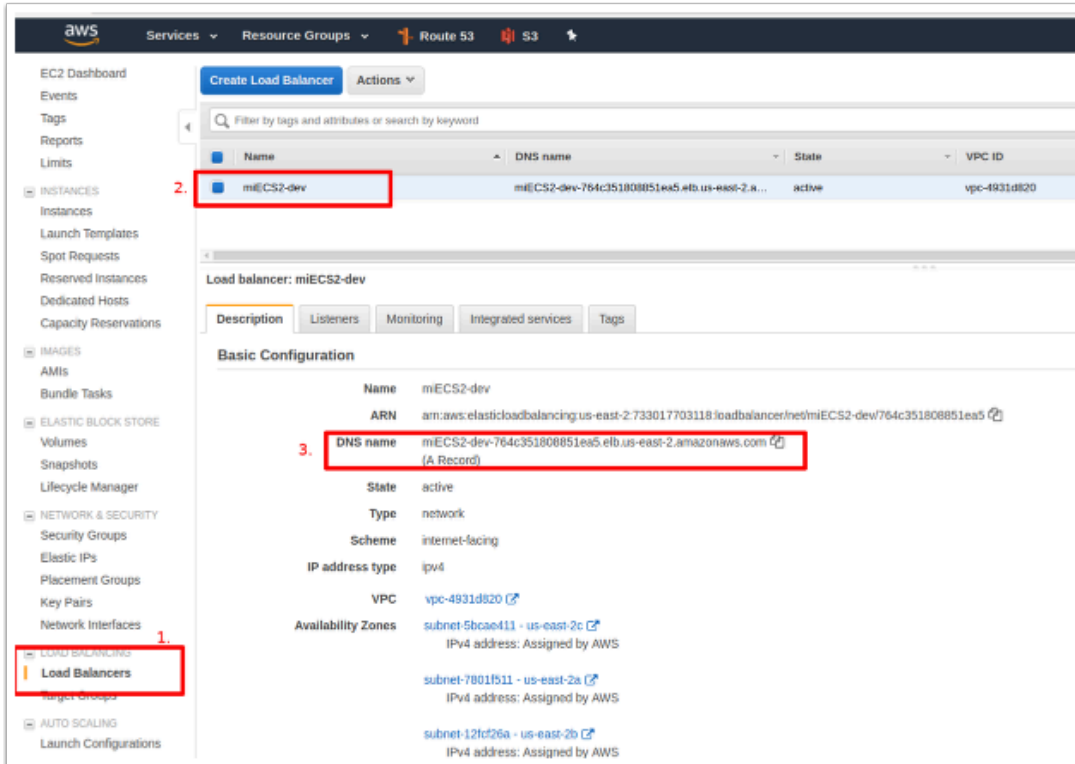 aws Services Resource Groups Route 53 S3
EC2 Dashboard
Events
Tags
Reports
Limits
INSTANCES
Instances
Launch Templates
Spot Requests
Reserved Instances
Dedicated Hosts
Capacity Reservations
IMAGES
AMIs
Bundle Tasks
ELASTIC BLOCK STORE
Volumes
Snapshots
Lifecycle Manager
NETWORK & SECURITY
Security Groups
Elastic IPs
Placement Groups
Key Pairs
Network Interfaces
1.
LOAD BALANCING
Load Balancers
Target Groups
AUTO SCALING
Launch Configurations
Create Load Balancer Actions
Filter by tags and attributes or search by keyword
Name DNS name State VPC ID
2. miECS2-dev miECS2-dev-764c351808851ea5.elb.us-east-2.a... active vpc-4931d820
Load balancer: miECS2-dev
Description Listeners Monitoring Integrated services Tags
Basic Configuration
Name miECS2-dev
ARN arn:aws:elasticloadbalancing:us-east-2:733017703118:loadbalancer/net/miECS2-dev/764c351808851ea5
3. DNS name miECS2-dev-764c351808851ea5.elb.us-east-2.amazonaws.com
(A Record)
State active
Type network
Scheme internet-facing
IP address type ipv4
VPC vpc-4931d820
Availability Zones subnet-5bcae411 - us-east-2c
IPv4 address: Assigned by AWS
subnet-7801f511 - us-east-2a
IPv4 address: Assigned by AWS
subnet-12fcf26a - us-east-2b
IPv4 address: Assigned by AWS